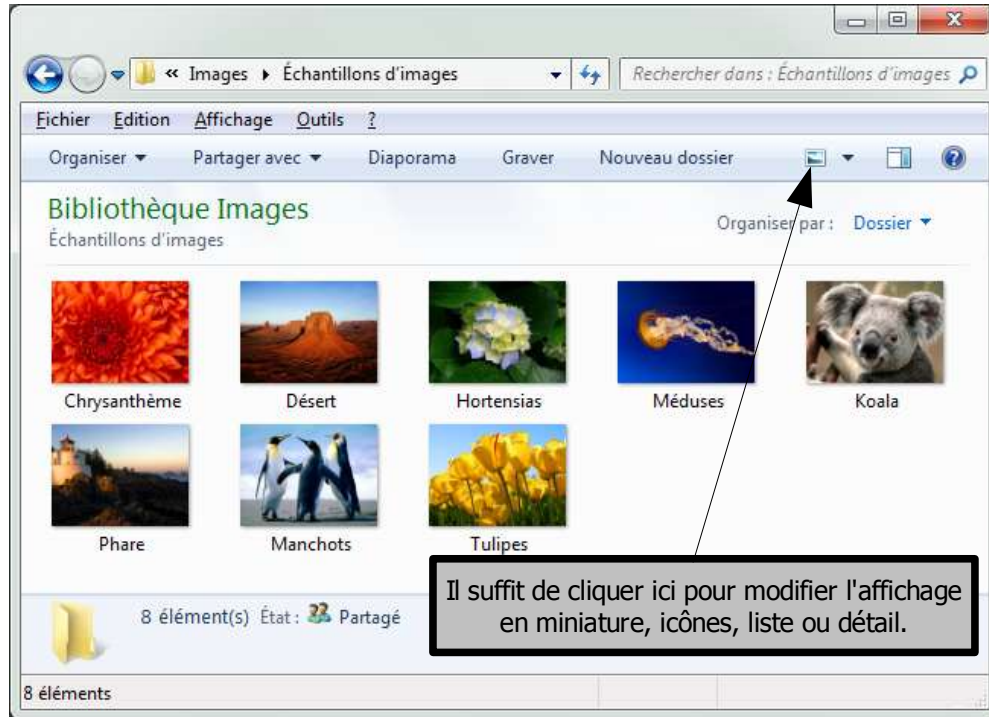 « Images Échantillons d'images Rechercher dans : Échantillons d'images
Fichier Edition Affichage Outils ?
Organiser Partager avec Diaporama Graver Nouveau dossier
Bibliothèque Images
Échantillons d'images
Organiser par : Dossier
Chrysanthème Désert Hortensias Méduses Koala
Phare Manchots Tulipes
Il suffit de cliquer ici pour modifier l'affichage
en miniature, icônes, liste ou détail.
8 élément(s) État : Partagé
8 éléments